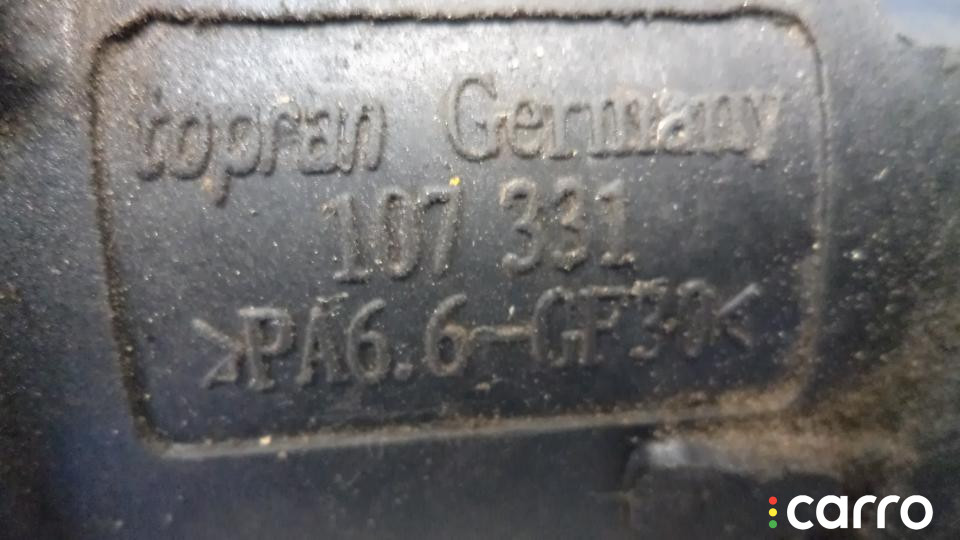 topran Germany
107 331
>PA6.6-GF30<
carro